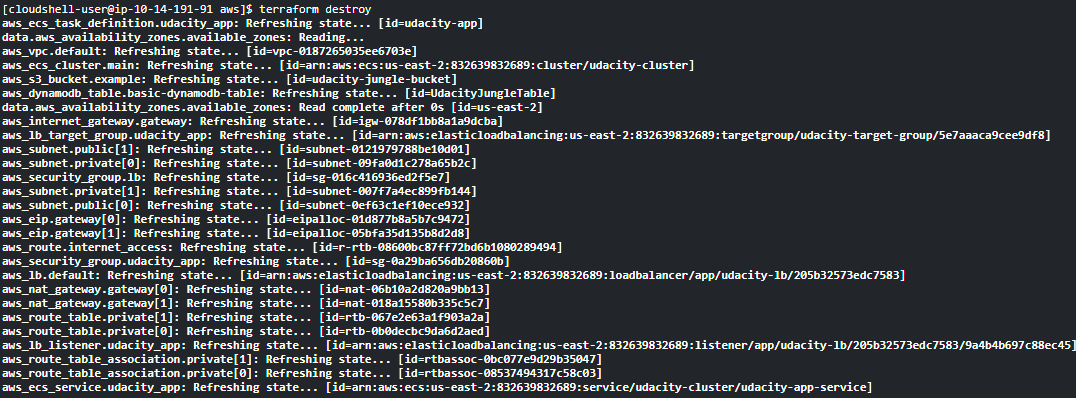 [cloudshell-user@ip-10-14-191-91 aws]$ terraform destroy
aws_ecs_task_definition.udacity_app: Refreshing state... [id=udacity-app]
data.aws_availability_zones.available_zones: Reading...
aws_vpc.default: Refreshing state... [id=vpc-0187265035ee6703e]
aws_ecs_cluster.main: Refreshing state... [id=arn:aws:ecs:us-east-2:832639832689:cluster/udacity-cluster]
aws_s3_bucket.example: Refreshing state... [id=udacity-jungle-bucket]
aws_dynamodb_table.basic-dynamodb-table: Refreshing state... [id=UdacityJungleTable]
data.aws_availability_zones.available_zones: Read complete after 0s [id=us-east-2]
aws_internet_gateway.gateway: Refreshing state... [id=igw-078df1bb8a1a9dcba]
aws_lb_target_group.udacity_app: Refreshing state... [id=arn:aws:elasticloadbalancing:us-east-2:832639832689:targetgroup/udacity-target-group/5e7aaaca9cee9df8]
aws_subnet.public[1]: Refreshing state... [id=subnet-0121979788be10d01]
aws_subnet.private[0]: Refreshing state... [id=subnet-09fa0d1c278a65b2c]
aws_security_group.lb: Refreshing state... [id=sg-016c416936ed2f5e7]
aws_subnet.private[1]: Refreshing state... [id=subnet-007f7a4ec899fb144]
aws_subnet.public[0]: Refreshing state... [id=subnet-0ef63c1ef10ece932]
aws_eip.gateway[0]: Refreshing state... [id=eipalloc-01d877b8a5b7c9472]
aws_eip.gateway[1]: Refreshing state... [id=eipalloc-05bfa35d135b8d2d8]
aws_route.internet_access: Refreshing state... [id=r-rtb-08600bc87ff72bd6b1080289494]
aws_security_group.udacity_app: Refreshing state... [id=sg-0a29ba656db20860b]
aws_lb.default: Refreshing state... [id=arn:aws:elasticloadbalancing:us-east-2:832639832689:loadbalancer/app/udacity-lb/205b32573edc7583]
aws_nat_gateway.gateway[0]: Refreshing state... [id=nat-06b10a2d820a9bb13]
aws_nat_gateway.gateway[1]: Refreshing state... [id=nat-018a15580b335c5c7]
aws_route_table.private[1]: Refreshing state... [id=rtb-067e2e63a1f903a2a]
aws_route_table.private[0]: Refreshing state... [id=rtb-0b0decbc9da6d2aed]
aws_lb_listener.udacity_app: Refreshing state... [id=arn:aws:elasticloadbalancing:us-east-2:832639832689:listener/app/udacity-lb/205b32573edc7583/9a4b4b697c88ec45]
aws_route_table_association.private[1]: Refreshing state... [id=rtbassoc-0bc077e9d29b35047]
aws_route_table_association.private[0]: Refreshing state... [id=rtbassoc-08537494317c58c03]
aws_ecs_service.udacity_app: Refreshing state... [id=arn:aws:ecs:us-east-2:832639832689:service/udacity-cluster/udacity-app-service]